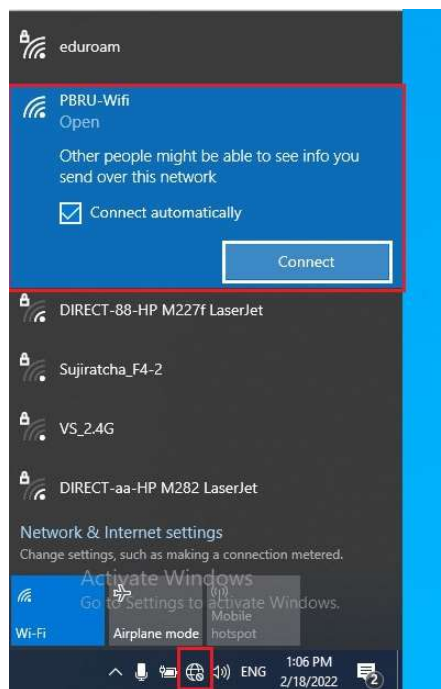 eduroam
PBRU-Wifi
Open
Other people might be able to see info you
send over this network
Connect automatically
Connect
DIRECT-88-HP M227f LaserJet
Sujiratcha_F4-2
VS_2.4G
DIRECT-aa-HP M282 LaserJet
Network & Internet settings
Change settings, such as making a connection metered.
Activate Windows
Go to Settings to activate Windows.
Wi-Fi
Airplane mode
Mobile
hotspot
ENG
1:06 PM
2/18/2022
2